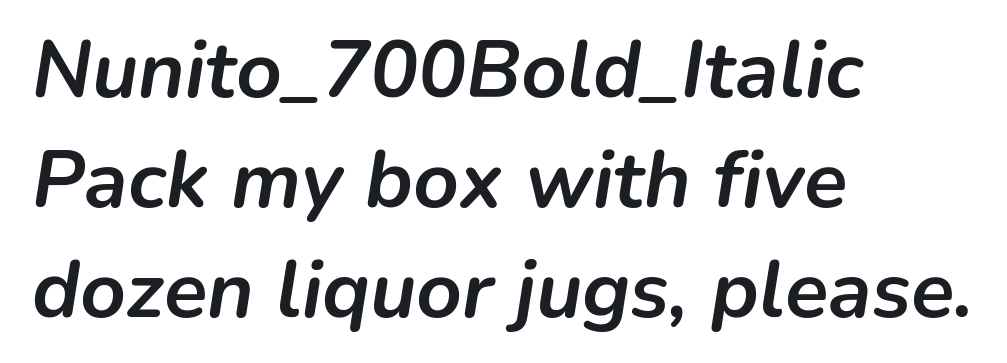 Nunito_700Bold_Italic
Pack my box with five
dozen liquor jugs, please.